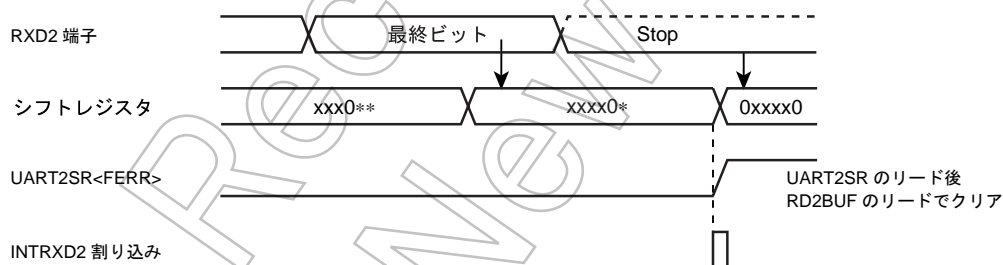 RXD2 端子 最終ビット Stop
シフトレジスタ xxx0** xxxx0* 0xxxx0
UART2SR<FERR> UART2SR のリード後
RD2BUF のリードでクリア
INTRXD2 割り込み
Rec
New